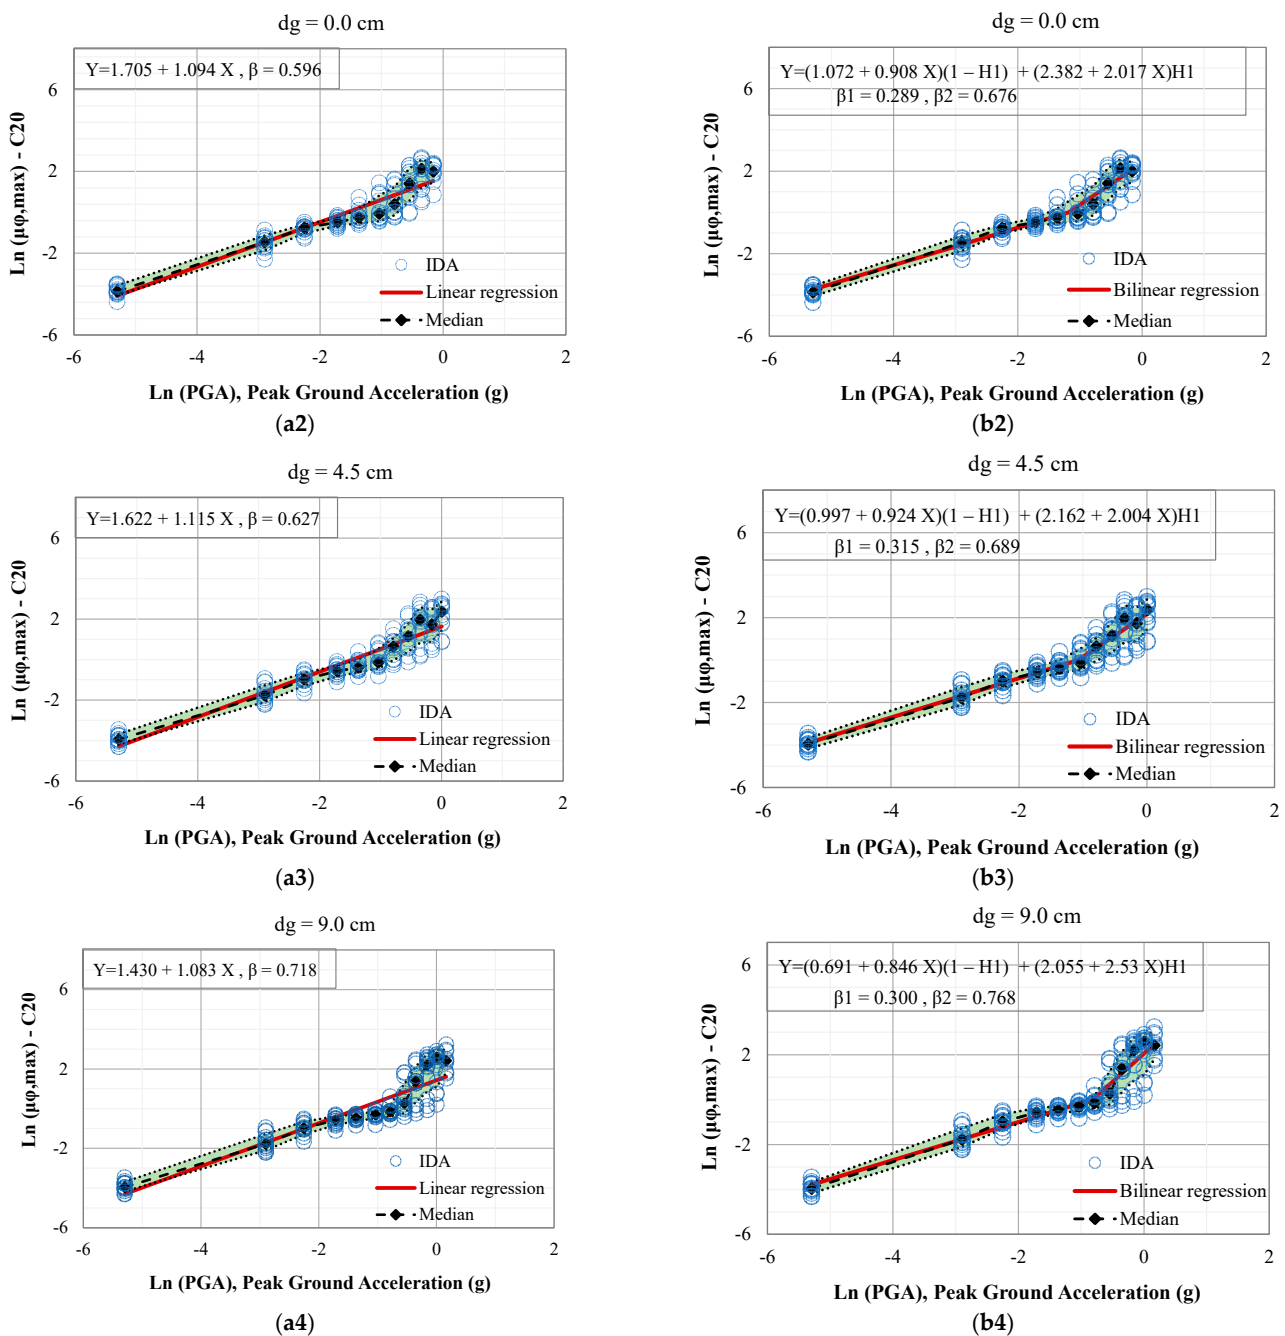 dg = 0.0 cm
Y=1.705 + 1.094 X , β = 0.596
6
2
-2
-6
-6 -4 -2 0 2
Ln (μφ,max) - C20
IDA
Linear regression
Median
Ln (PGA), Peak Ground Acceleration (g)
(a2)
dg = 0.0 cm
Y=(1.072 + 0.908 X)(1 – H1) + (2.382 + 2.017 X)H1
β1 = 0.289 , β2 = 0.676
6
2
-2
-6
-6 -4 -2 0 2
Ln (μφ,max) - C20
IDA
Bilinear regression
Median
Ln (PGA), Peak Ground Acceleration (g)
(b2)
dg = 4.5 cm
Y=1.622 + 1.115 X , β = 0.627
6
2
-2
-6
-6 -4 -2 0 2
Ln (μφ,max) - C20
IDA
Linear regression
Median
Ln (PGA), Peak Ground Acceleration (g)
(a3)
dg = 4.5 cm
Y=(0.997 + 0.924 X)(1 – H1) + (2.162 + 2.004 X)H1
β1 = 0.315 , β2 = 0.689
6
2
-2
-6
-6 -4 -2 0 2
Ln (μφ,max) - C20
IDA
Bilinear regression
Median
Ln (PGA), Peak Ground Acceleration (g)
(b3)
dg = 9.0 cm
Y=1.430 + 1.083 X , β = 0.718
6
2
-2
-6
-6 -4 -2 0 2
Ln (μφ,max) - C20
IDA
Linear regression
Median
Ln (PGA), Peak Ground Acceleration (g)
(a4)
dg = 9.0 cm
Y=(0.691 + 0.846 X)(1 – H1) + (2.055 + 2.53 X)H1
β1 = 0.300 , β2 = 0.768
6
2
-2
-6
-6 -4 -2 0 2
Ln (μφ,max) - C20
IDA
Bilinear regression
Median
Ln (PGA), Peak Ground Acceleration (g)
(b4)